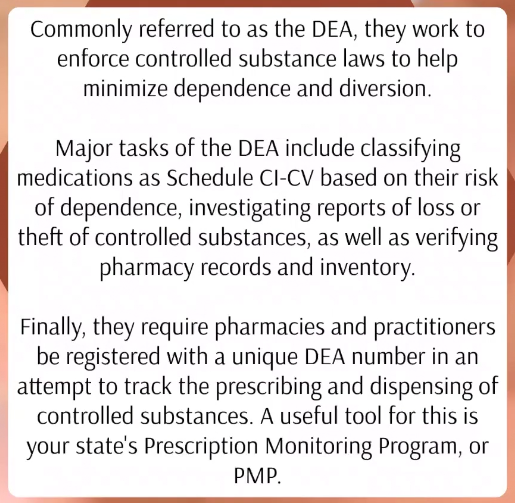 Commonly referred to as the DEA, they work to
enforce controlled substance laws to help
minimize dependence and diversion.
Major tasks of the DEA include classifying
medications as Schedule CI-CV based on their risk
of dependence, investigating reports of loss or
theft of controlled substances, as well as verifying
pharmacy records and inventory.
Finally, they require pharmacies and practitioners
be registered with a unique DEA number in an
attempt to track the prescribing and dispensing of
controlled substances. A useful tool for this is
your state's Prescription Monitoring Program, or
PMP.